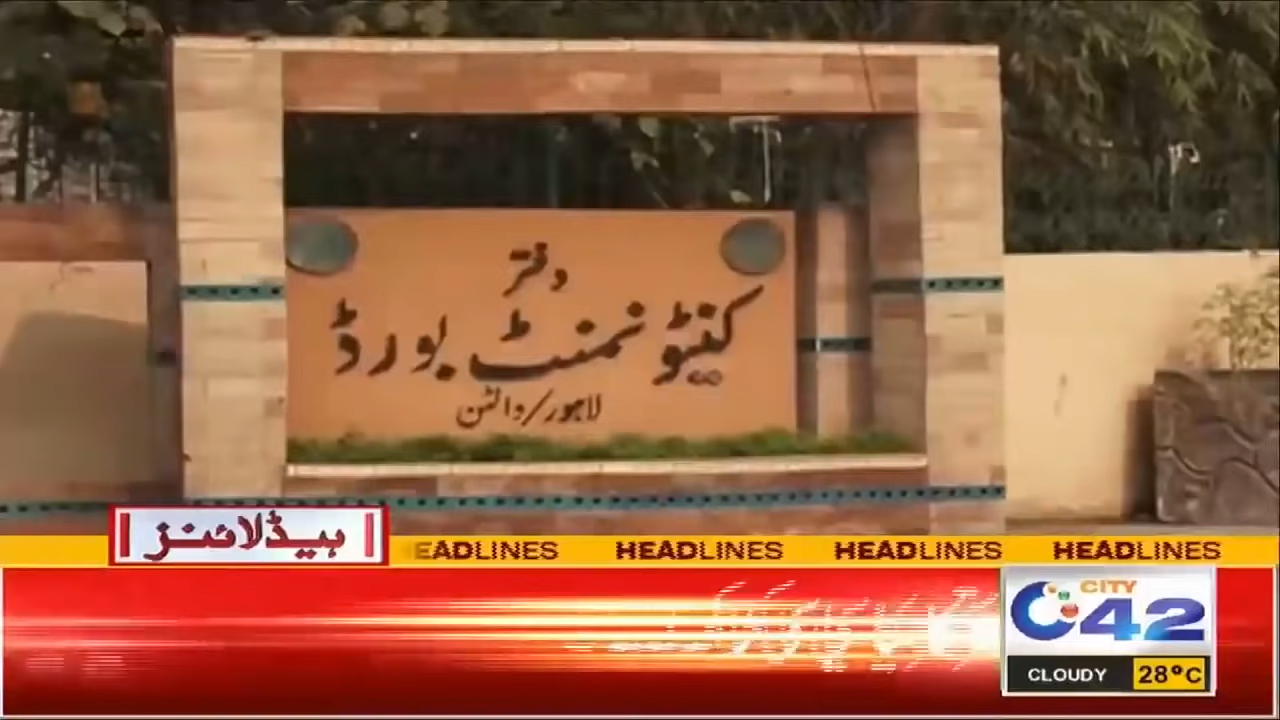 دفتر
کنٹونمنٹ بورڈ
لاہور/والٹن
ہیڈلائنز
EADLINES HEADLINES HEADLINES HEADLINES
CITY
42
CLOUDY 28°C